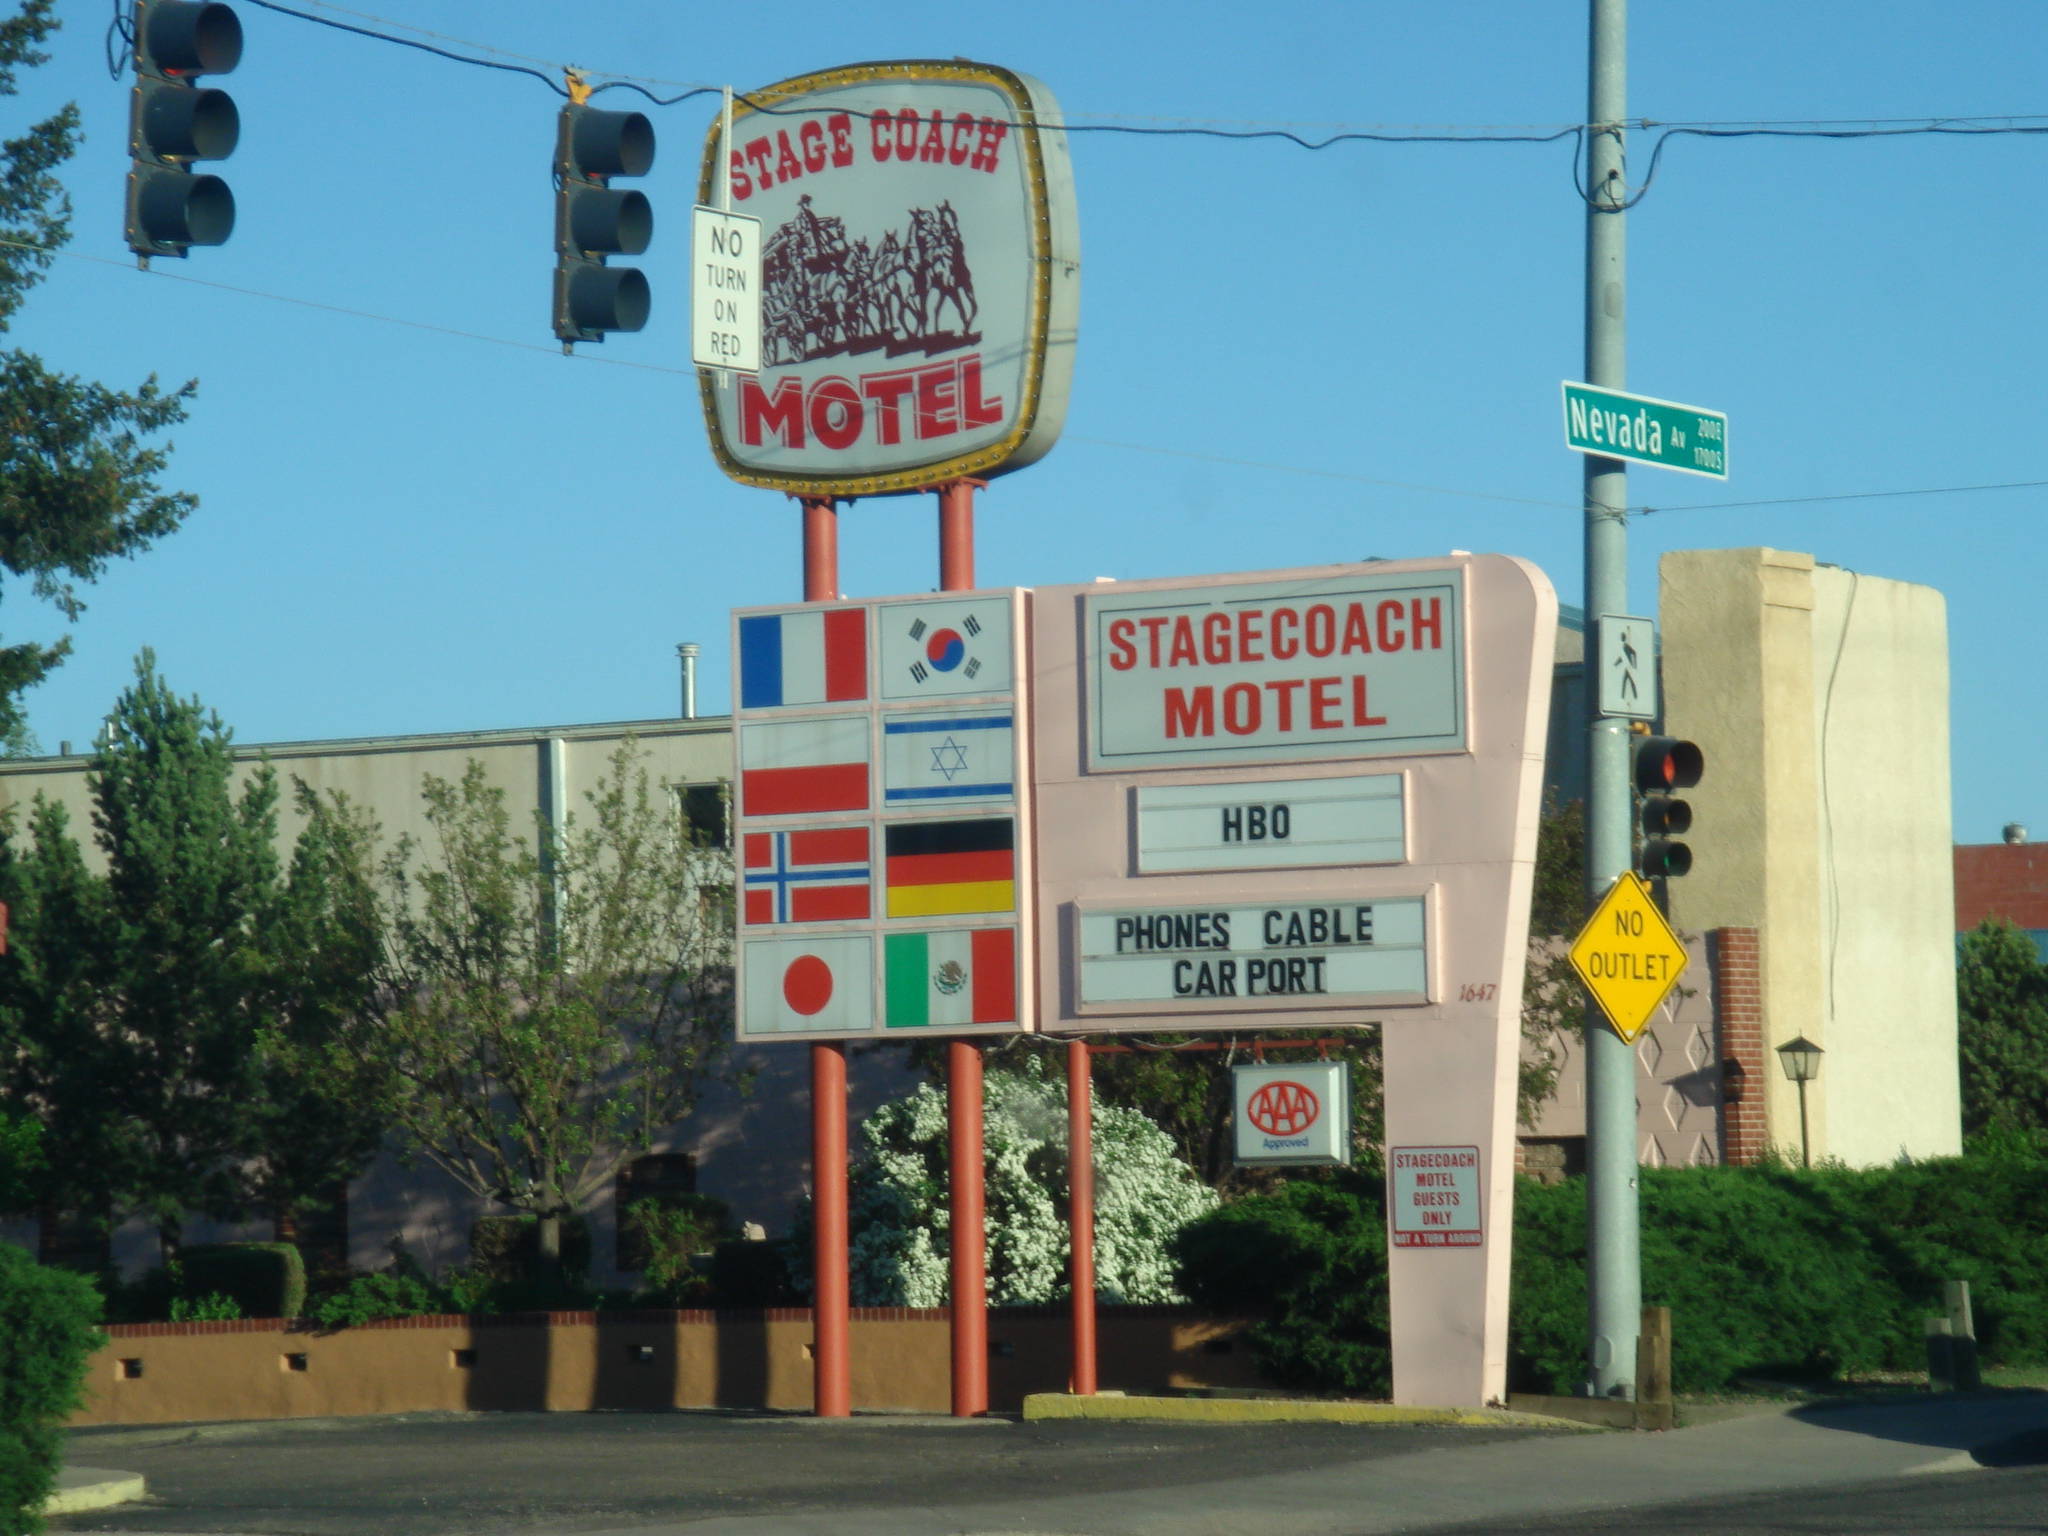 STAGE COACH
MOTEL
NO
TURN
ON
RED
Nevada Av 200E
1700S
STAGECOACH
MOTEL
HBO
PHONES CABLE
CAR PORT
1647
NO
OUTLET
AAA
Approved
STAGECOACH
MOTEL
GUESTS
ONLY
NOT A TURN AROUND